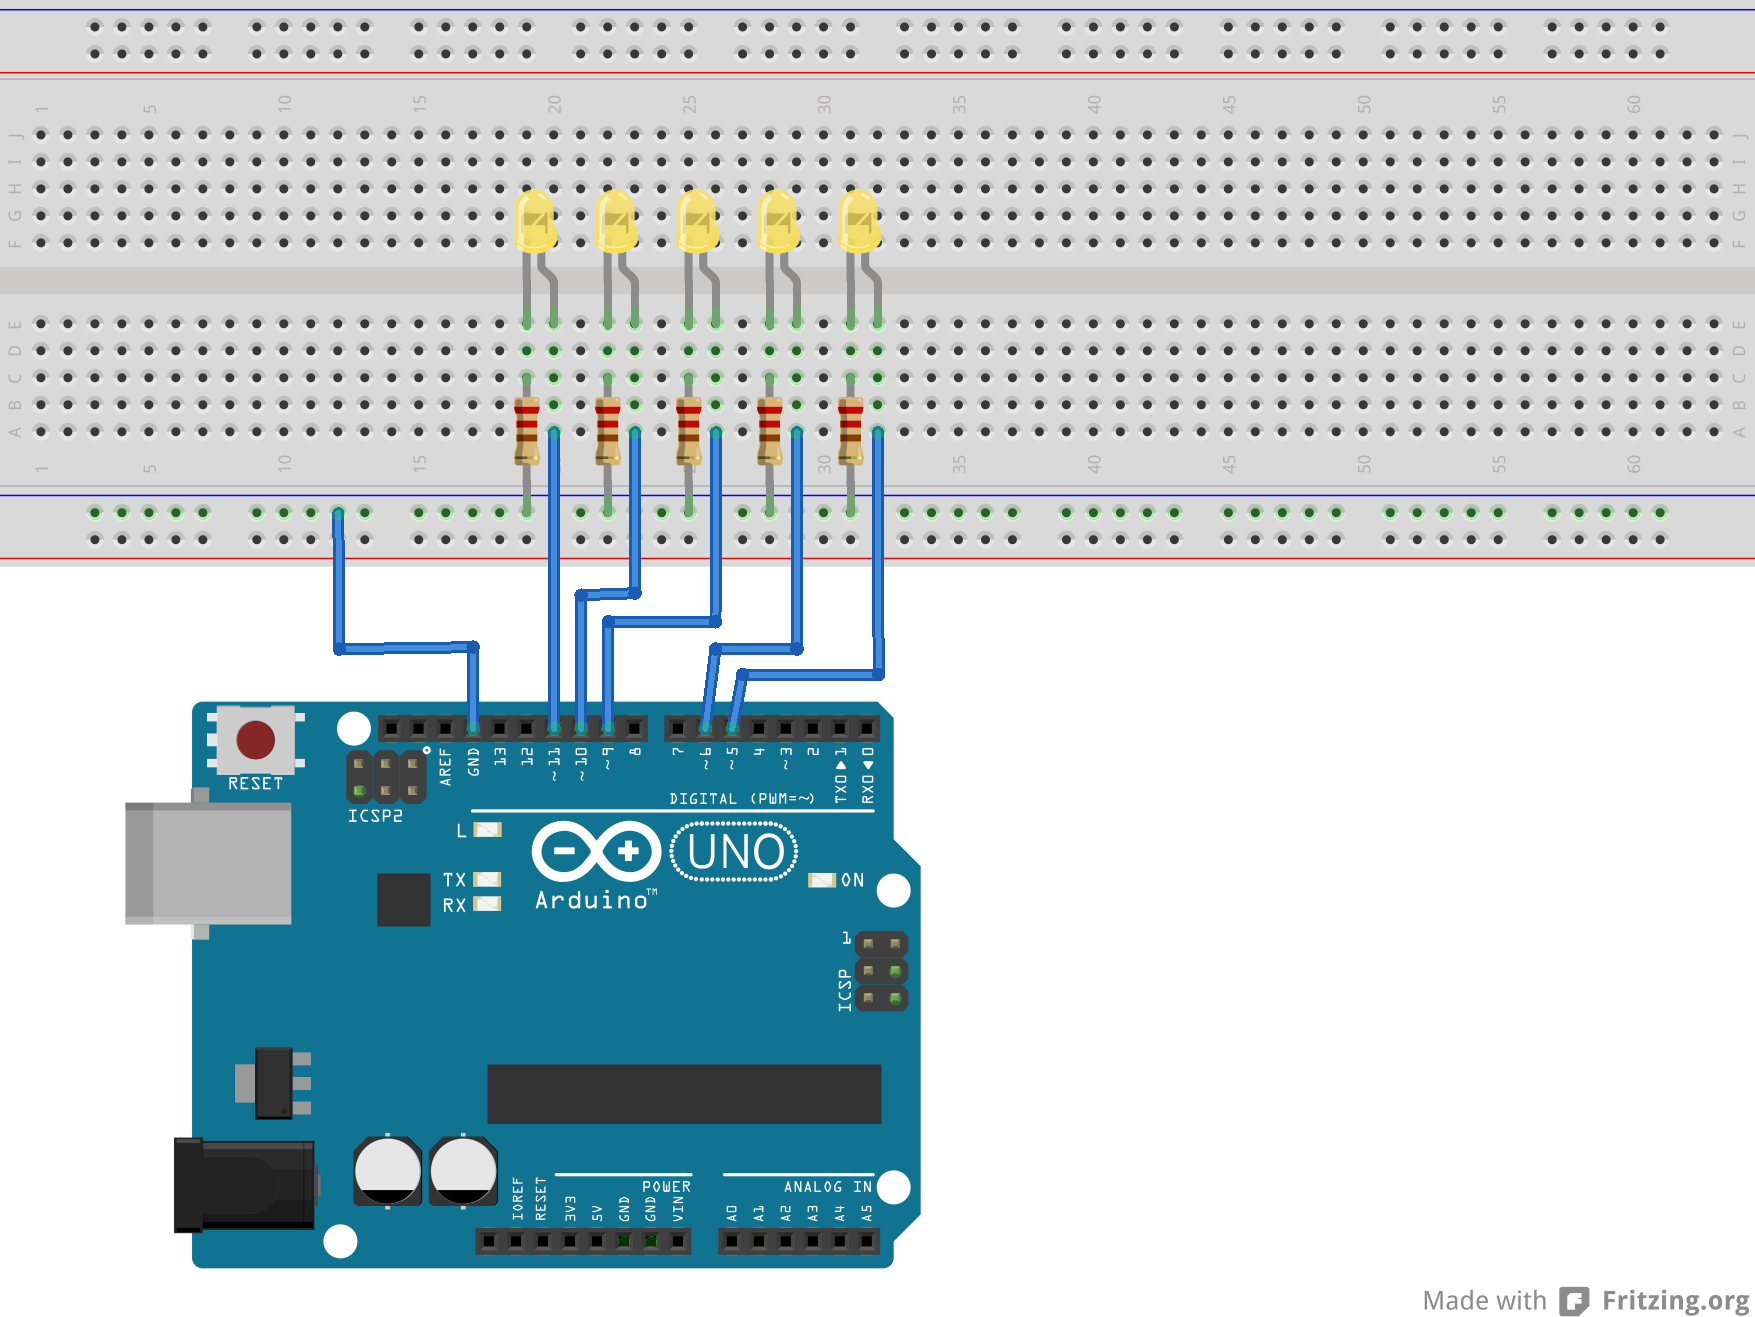 1 5 10 15 20 25 30 35 40 45 50 55 60
J J
I I
H H
G G
F F
E E
D D
C C
B B
A A
1 5 10 15 20 30 35 40 45 50 55 60
RESET
ICSP2
AREF GND 13 12 ~11 ~10 ~9 8 7 ~6 ~5 4 ~3 2 TX0▶1 RX0◀0
DIGITAL (PWM=~)
L
TX
RX
UNO
Arduino™
ON
1
ICSP
POWER
ANALOG IN
IOREF RESET 3V3 5V GND GND VIN A0 A1 A2 A3 A4 A5
Made with Fritzing.org